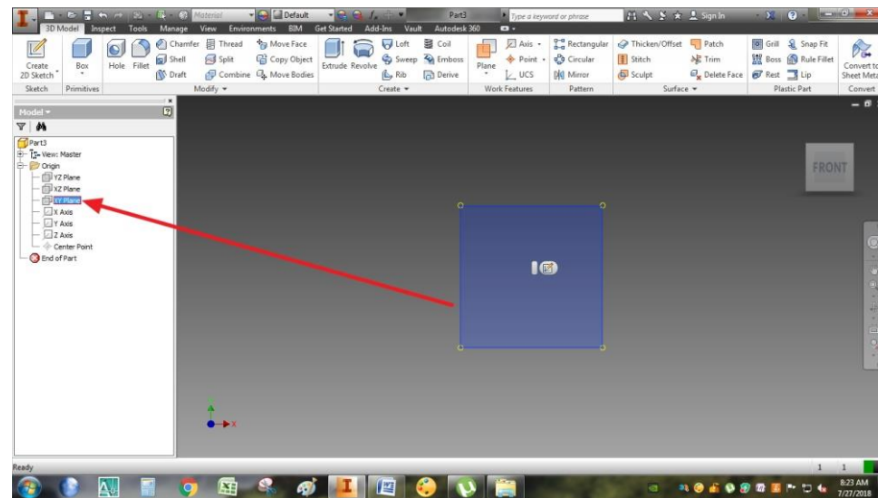 Material Default Part3 Type a keyword or phrase Sign In
3D Model Inspect Tools Manage View Environments BIM Get Started Add-Ins Vault Autodesk 360
Create 2D Sketch
Box
Hole Fillet
Chamfer Thread Move Face
Shell Split Copy Object
Draft Combine Move Bodies
Extrude Revolve
Loft Coil
Sweep Emboss
Rib Derive
Plane
Axis
Point
UCS
Rectangular
Circular
Mirror
Thicken/Offset Patch
Stitch Trim
Sculpt Delete Face
Grill Snap Fit
Boss Rule Fillet
Rest Lip
Convert to Sheet Meta
Sketch Primitives Modify Create Work Features Pattern Surface Plastic Part Convert
Model
Part3
View: Master
Origin
YZ Plane
XZ Plane
XY Plane
X Axis
Y Axis
Z Axis
Center Point
End of Part
FRONT
X
Ready 1 1
8:23 AM
7/27/2018